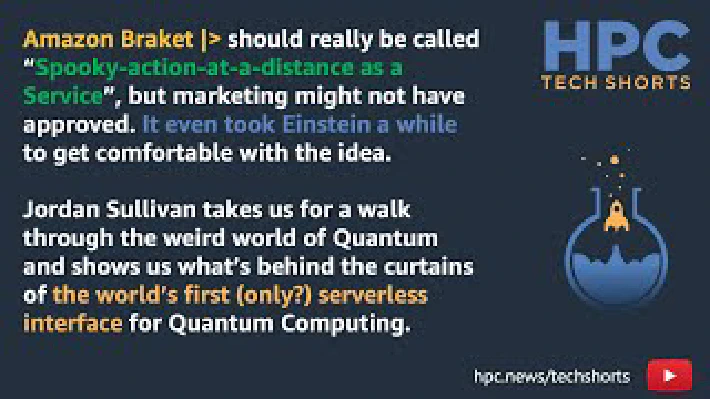 Amazon Braket |> should really be called
“Spooky-action-at-a-distance as a
Service”, but marketing might not have
approved. It even took Einstein a while
to get comfortable with the idea.
Jordan Sullivan takes us for a walk
through the weird world of Quantum
and shows us what’s behind the curtains
of the world’s first (only?) serverless
interface for Quantum Computing.
HPC
TECH SHORTS
hpc.news/techshorts